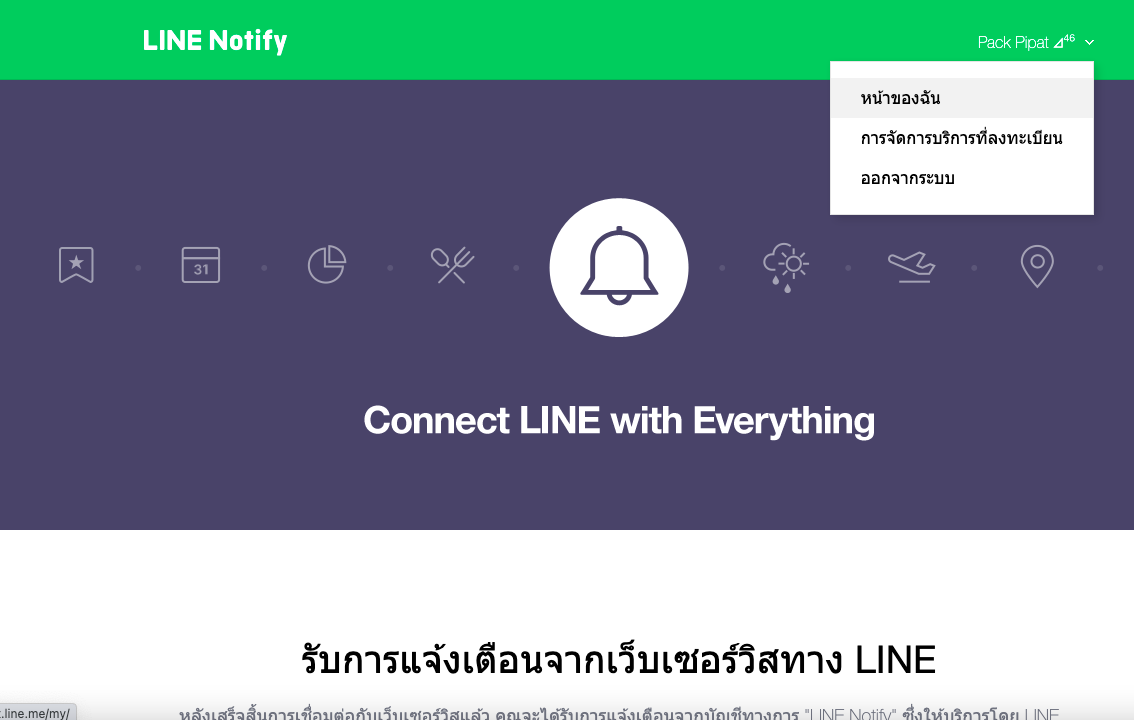 LINE Notify
Pack Pipat ⊿⁴⁶
หน้าของฉัน
การจัดการบริการที่ลงทะเบียน
ออกจากระบบ
31
Connect LINE with Everything
รับการแจ้งเตือนจากเว็บเซอร์วิสทาง LINE
หลังเสร็จสิ้นการเชื่อมต่อกับเว็บเซอร์วิสแล้ว คุณจะได้รับการแจ้งเตือนจากบัญชีทางการ "LINE Notify" ซึ่งให้บริการโดย LINE
.line.me/my/